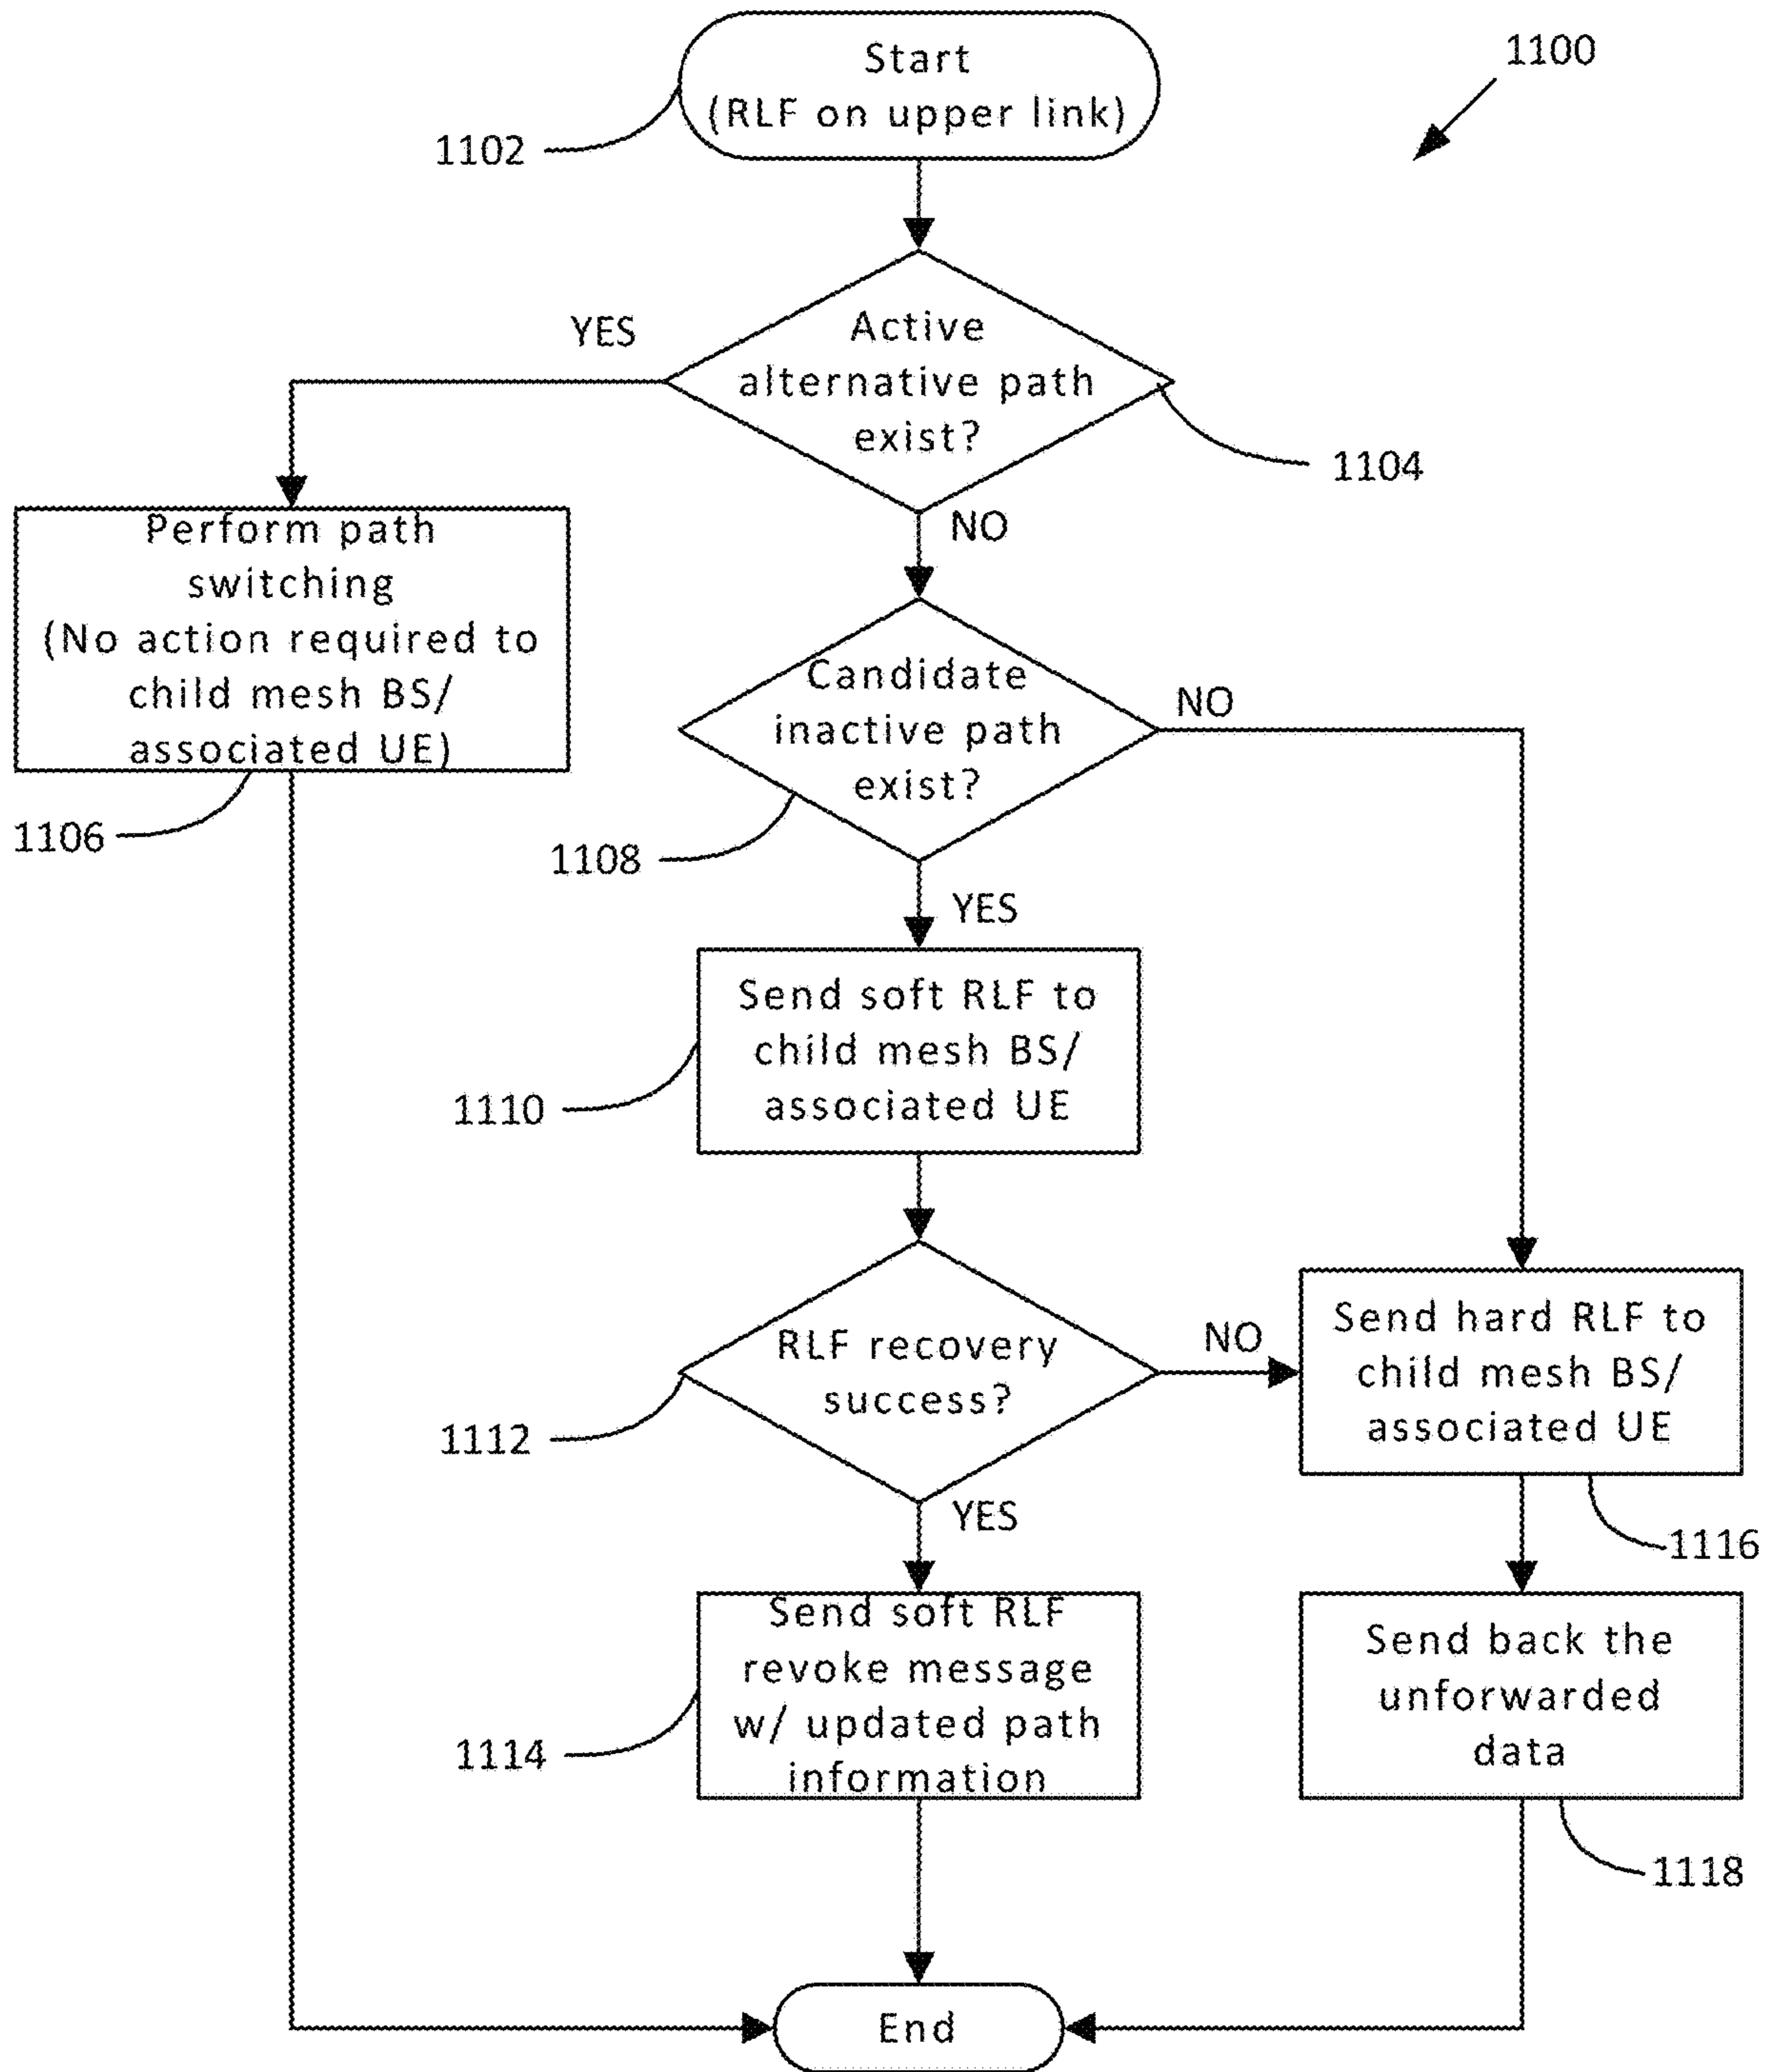 Start
(RLF on upper link)
1100
1102
YES
Active
alternative path
exist?
1104
NO
Perform path
switching
(No action required to
child mesh BS/
associated UE)
1106
Candidate
inactive path
exist?
NO
1108
YES
Send soft RLF to
child mesh BS/
associated UE
1110
RLF recovery
success?
NO
1112
YES
Send hard RLF to
child mesh BS/
associated UE
1116
Send soft RLF
revoke message
w/ updated path
information
1114
Send back the
unforwarded
data
1118
End